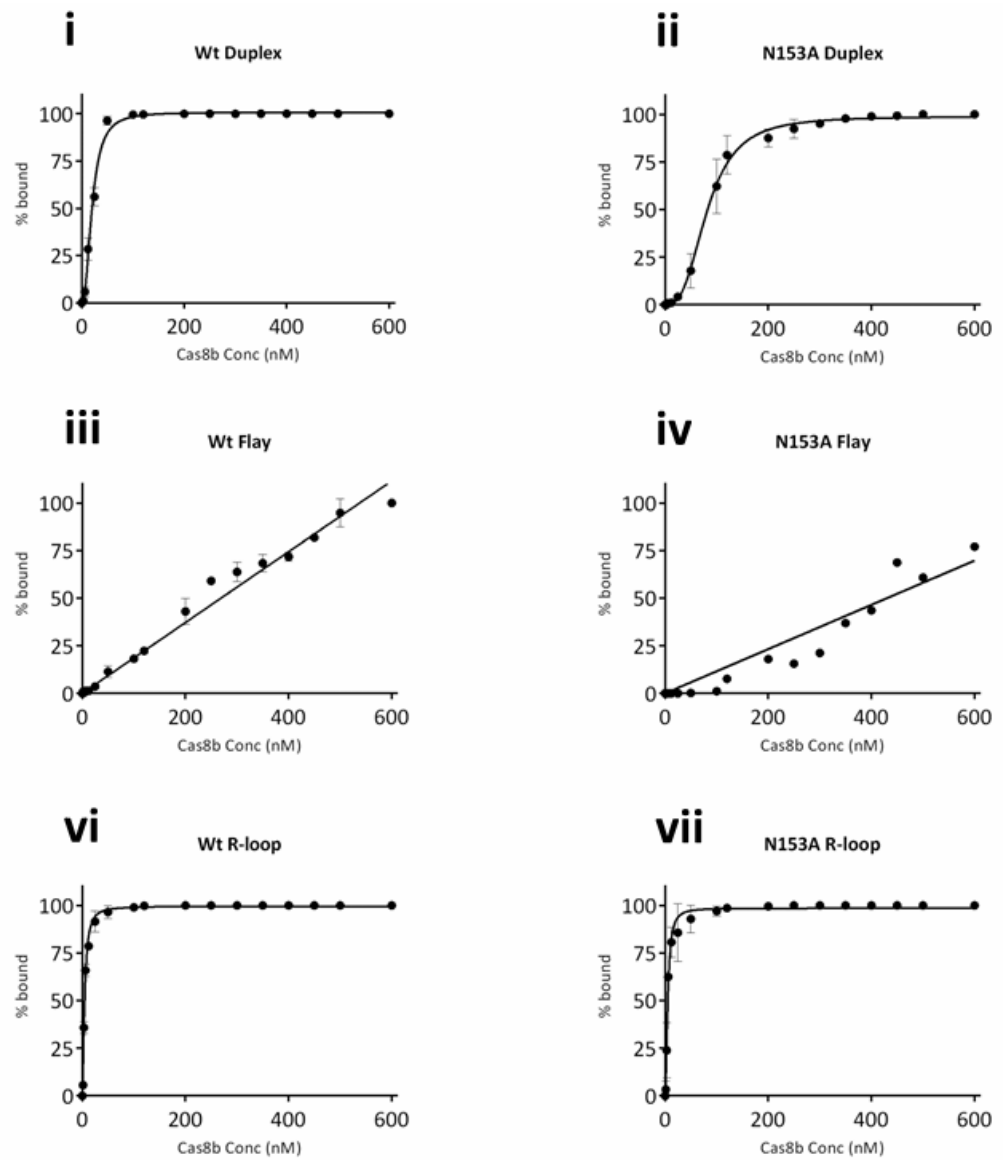 i
Wt Duplex
100
75
50
25
0
% bound
0 200 400 600
Cas8b Conc (nM)
ii
N153A Duplex
100
75
50
25
0
% bound
0 200 400 600
Cas8b Conc (nM)
iii
Wt Flay
100
75
50
25
0
% bound
0 200 400 600
Cas8b Conc (nM)
iv
N153A Flay
100
75
50
25
0
% bound
0 200 400 600
Cas8b Conc (nM)
vi
Wt R-loop
100
75
50
25
0
% bound
0 200 400 600
Cas8b Conc (nM)
vii
N153A R-loop
100
75
50
25
0
% bound
0 200 400 600
Cas8b Conc (nM)